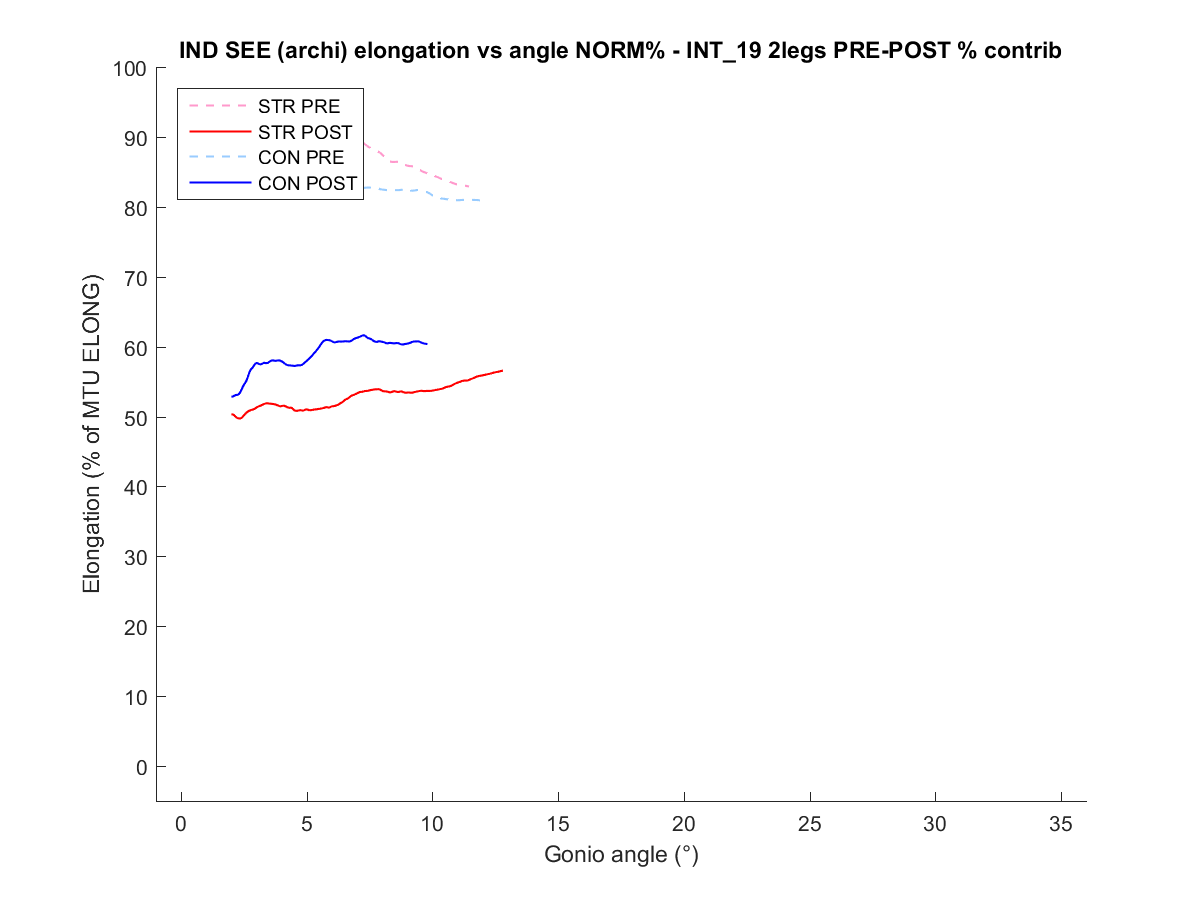 IND SEE (archi) elongation vs angle NORM% - INT_19 2legs PRE-POST % contrib
100
90
80
70
60
50
40
30
20
10
0
Elongation (% of MTU ELONG)
STR PRE
STR POST
CON PRE
CON POST
0 5 10 15 20 25 30 35
Gonio angle (°)